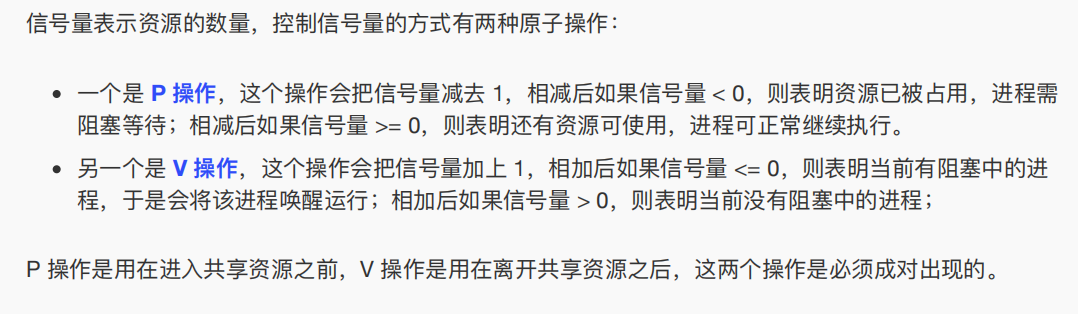 信号量表示资源的数量，控制信号量的方式有两种原子操作：
• 一个是 P 操作，这个操作会把信号量减去 1，相减后如果信号量 < 0，则表明资源已被占用，进程需
阻塞等待；相减后如果信号量 >= 0，则表明还有资源可使用，进程可正常继续执行。
• 另一个是 V 操作，这个操作会把信号量加上 1，相加后如果信号量 <= 0，则表明当前有阻塞中的进
程，于是会将该进程唤醒运行；相加后如果信号量 > 0，则表明当前没有阻塞中的进程；
P 操作是用在进入共享资源之前，V 操作是用在离开共享资源之后，这两个操作是必须成对出现的。